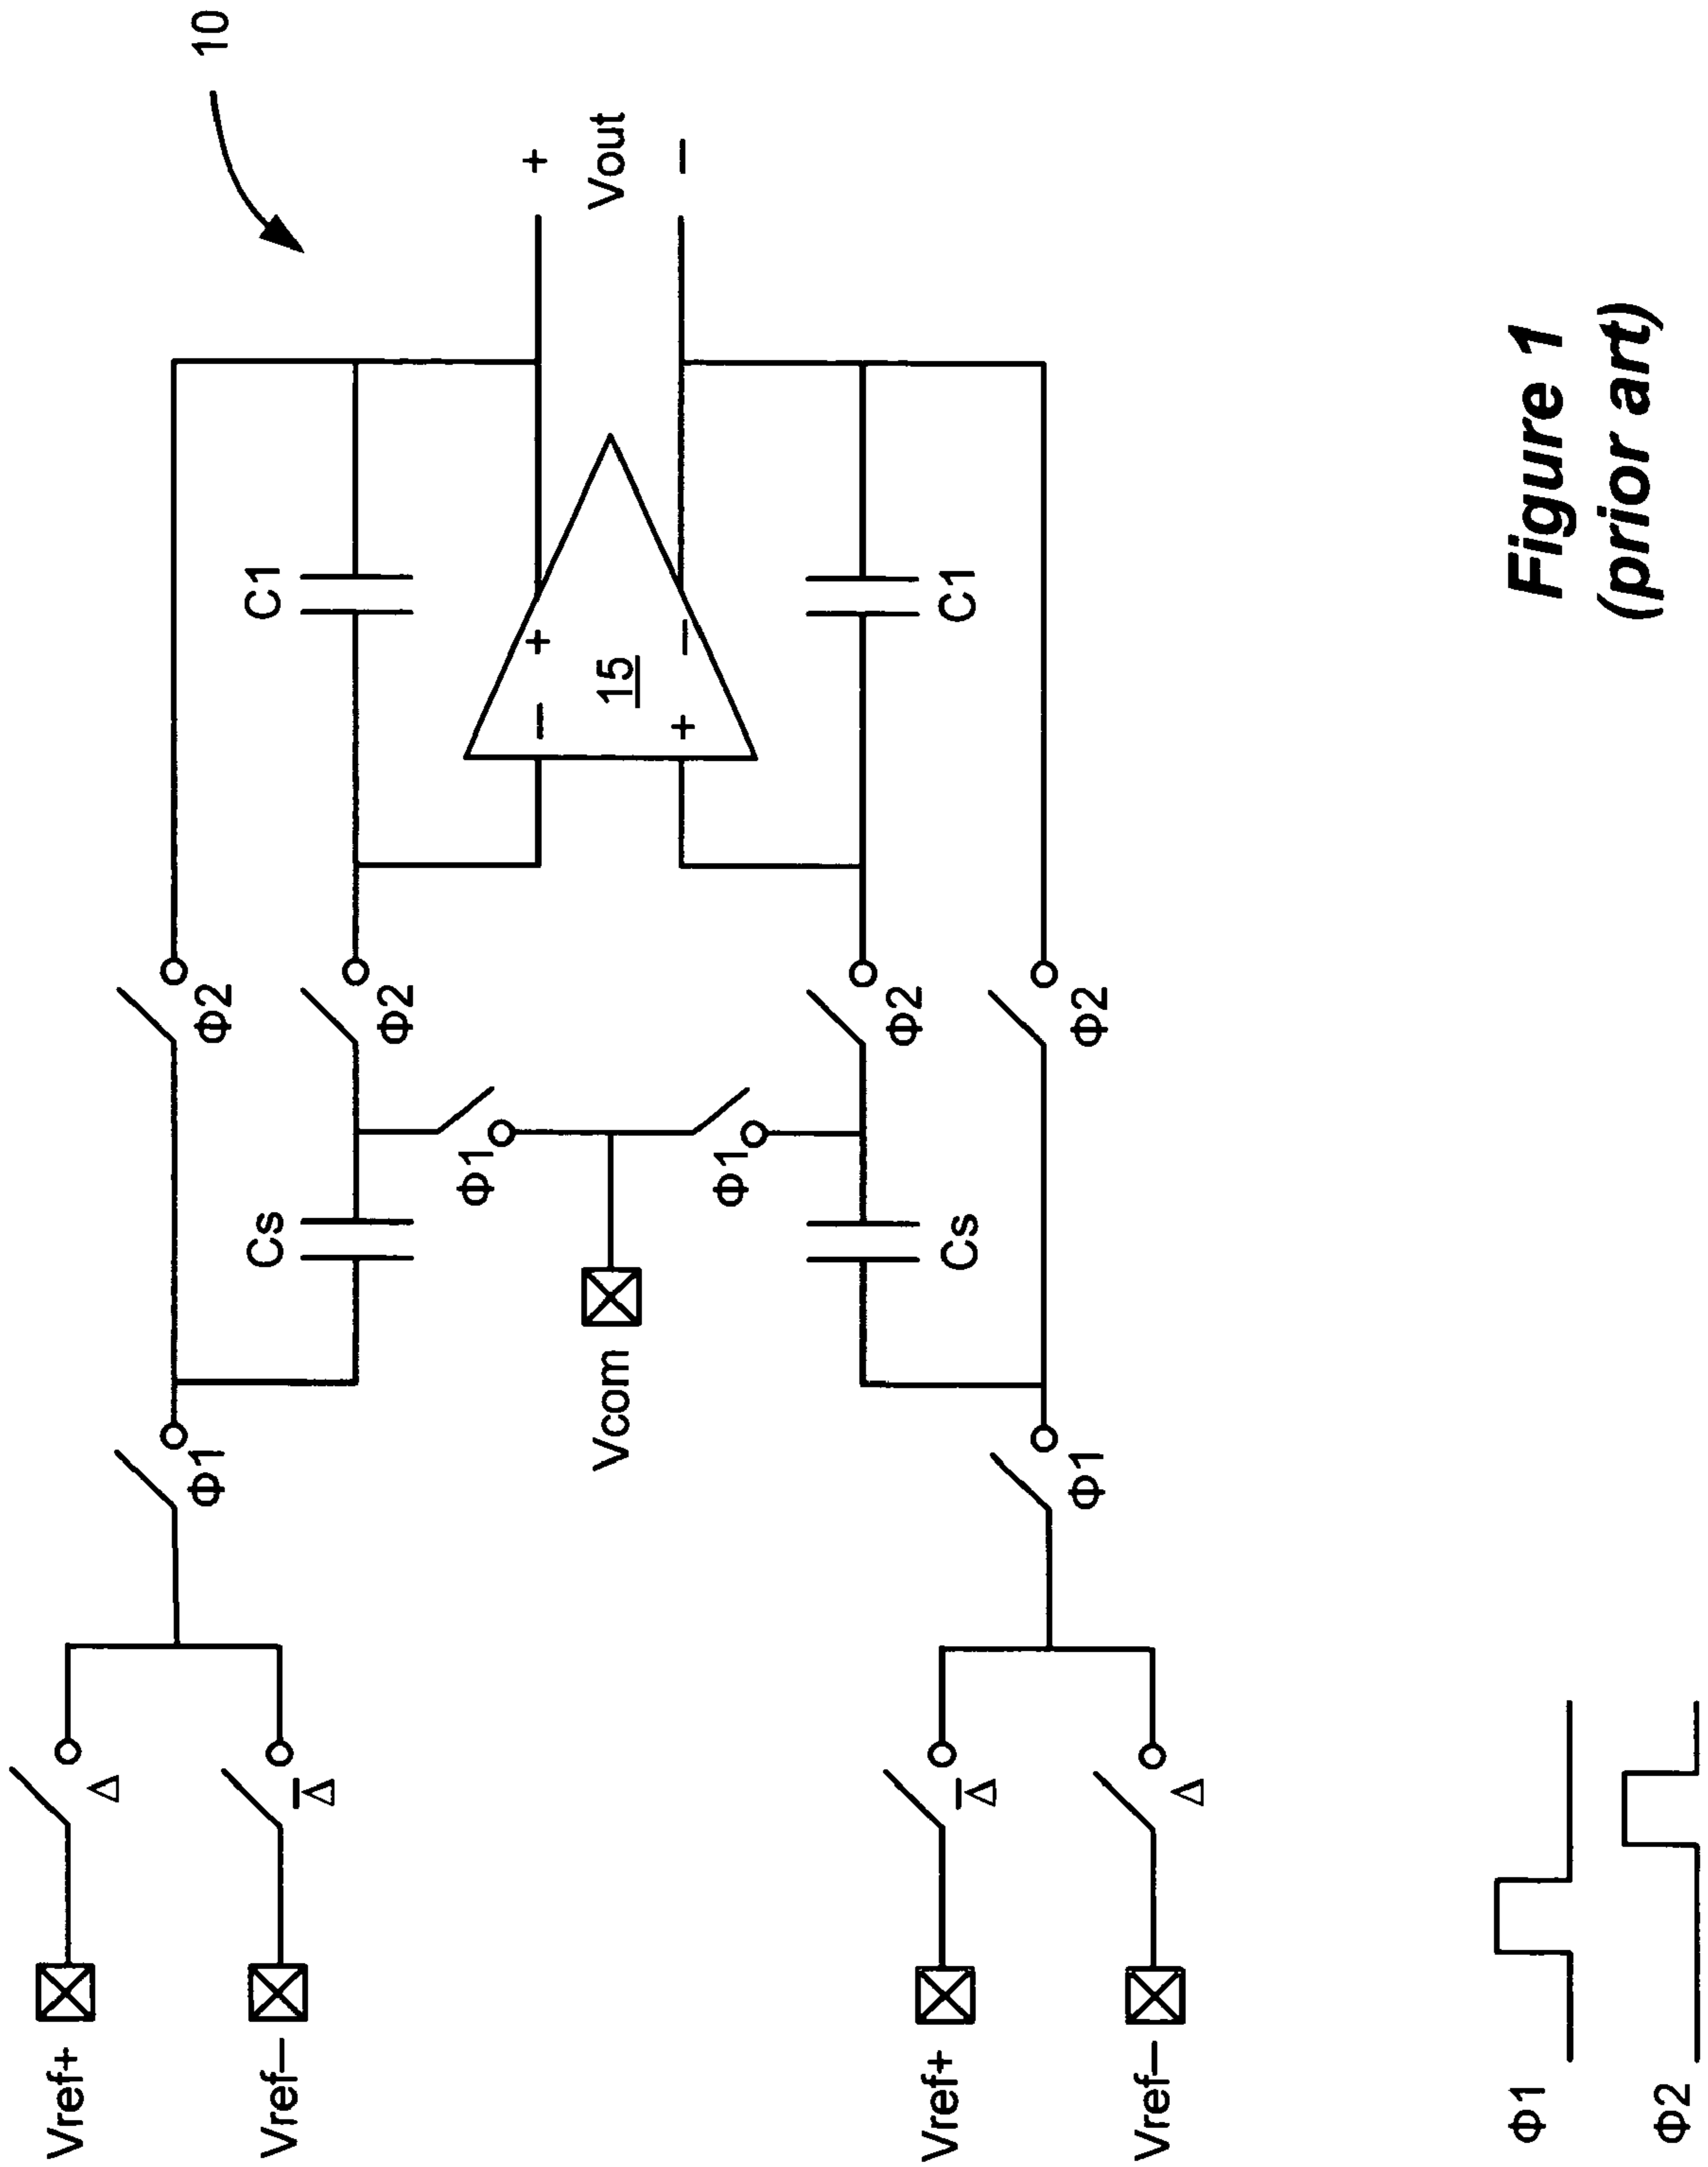 10
Vref+
Δ
Φ1
Φ2
Vref–
Δ̅
Cs
Φ2
C1
Φ1
+
– +
Vcom
15
Vout
Φ1
+ –
–
Vref+
Δ̅
Cs
Φ2
C1
Vref–
Δ
Φ1
Φ2
Φ1
Φ2
Figure 1
(prior art)